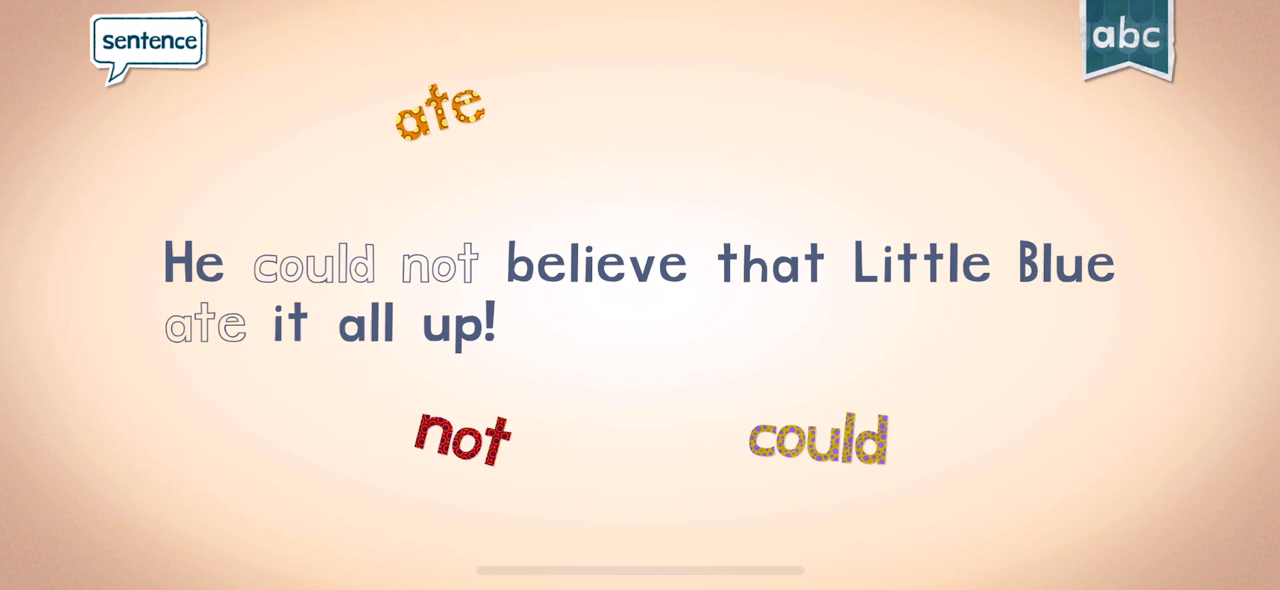 sentence
abc
ate
He could not believe that Little Blue
ate it all up!
not could